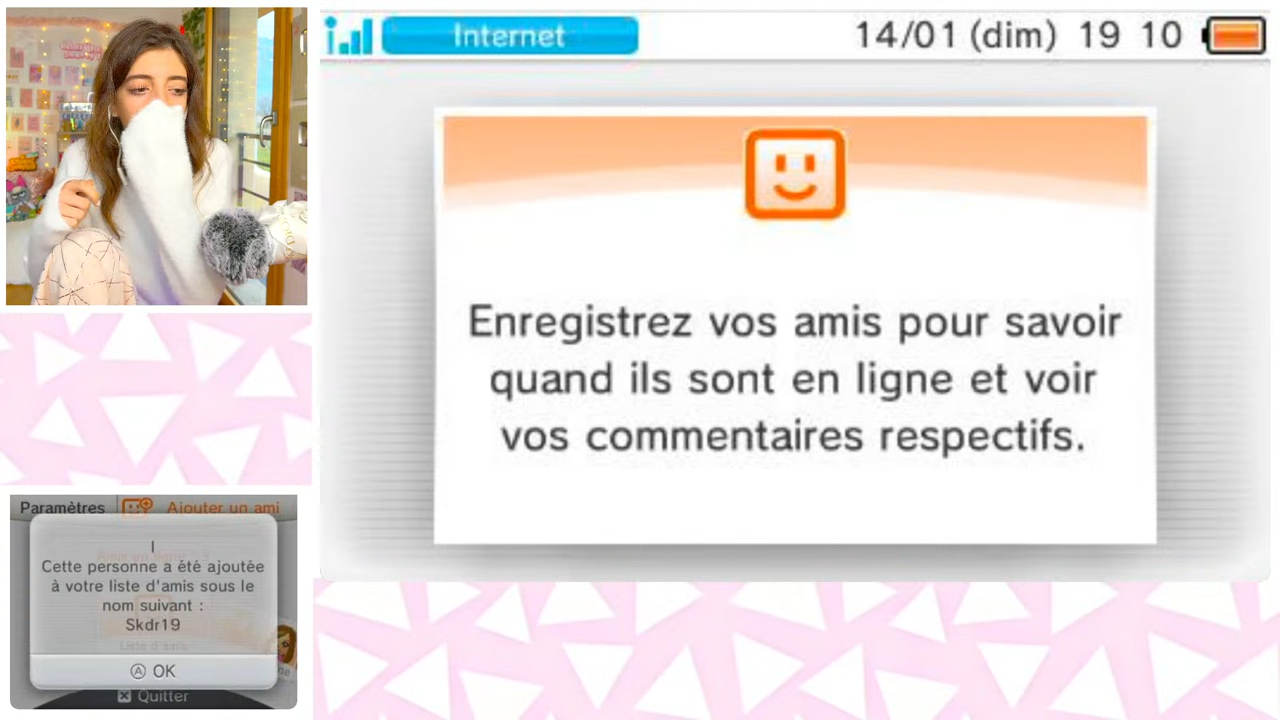 Internet 14/01 (dim) 19 10
Enregistrez vos amis pour savoir
quand ils sont en ligne et voir
vos commentaires respectifs.
Paramètres Ajouter un ami
Cette personne a été ajoutée
à votre liste d'amis sous le
nom suivant :
Skdr19
Liste d'amis
A OK
X Quitter